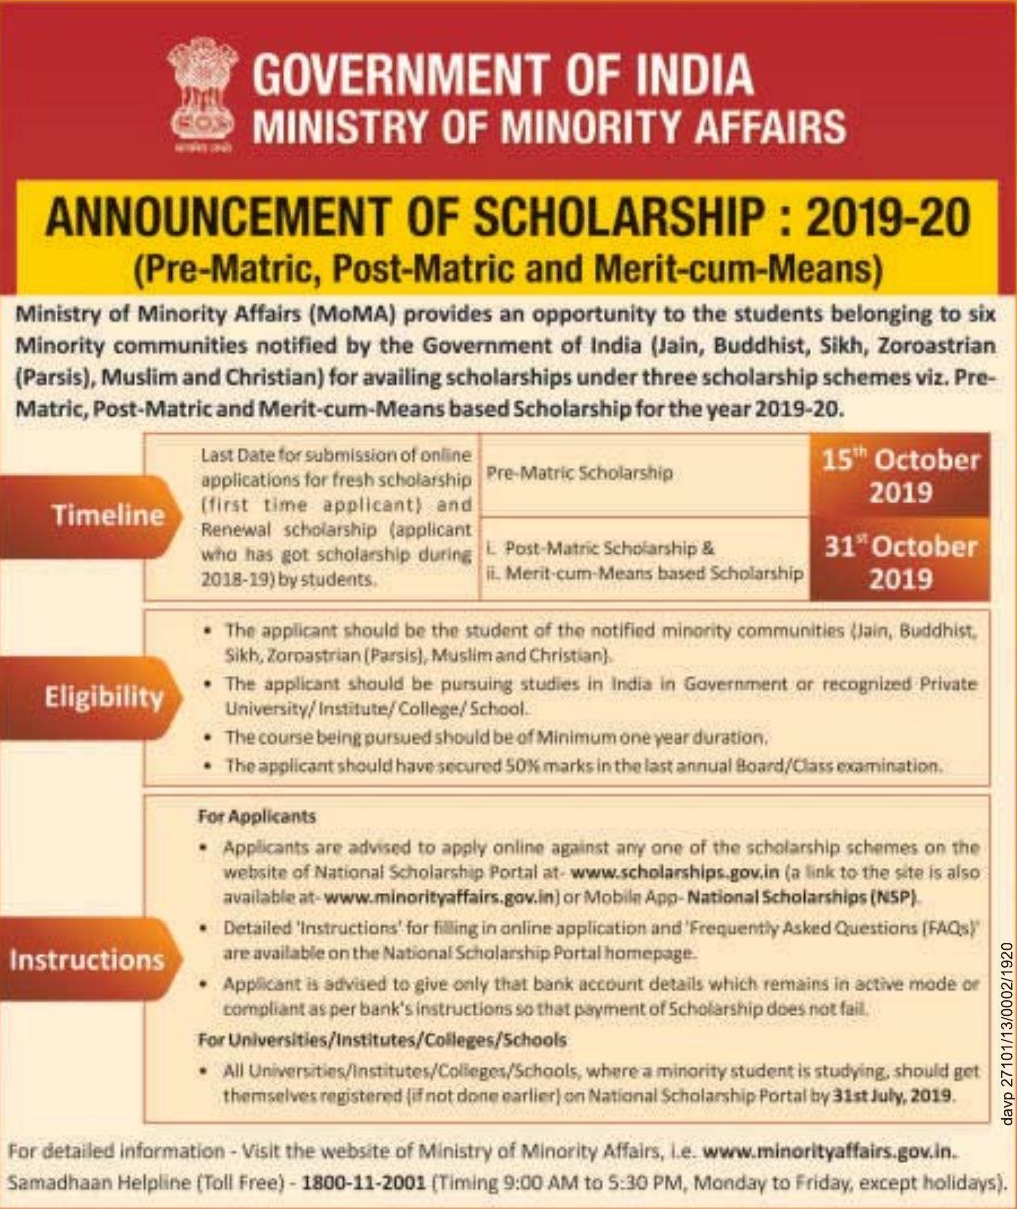 GOVERNMENT OF INDIA
MINISTRY OF MINORITY AFFAIRS
ANNOUNCEMENT OF SCHOLARSHIP : 2019-20
(Pre-Matric, Post-Matric and Merit-cum-Means)
Ministry of Minority Affairs (MoMA) provides an opportunity to the students belonging to six
Minority communities notified by the Government of India (Jain, Buddhist, Sikh, Zoroastrian
(Parsis), Muslim and Christian) for availing scholarships under three scholarship schemes viz. Pre-
Matric, Post-Matric and Merit-cum-Means based Scholarship for the year 2019-20.
Timeline
Last Date for submission of online
applications for fresh scholarship
(first time applicant) and
Renewal scholarship (applicant
who has got scholarship during
2018-19) by students.
Pre-Matric Scholarship
15th October
2019
i. Post-Matric Scholarship &
ii. Merit-cum-Means based Scholarship
31st October
2019
Eligibility
• The applicant should be the student of the notified minority communities (Jain, Buddhist,
Sikh, Zoroastrian (Parsis), Muslim and Christian).
• The applicant should be pursuing studies in India in Government or recognized Private
University/ Institute/ College/ School.
• The course being pursued should be of Minimum one year duration.
• The applicant should have secured 50% marks in the last annual Board/Class examination.
Instructions
For Applicants
• Applicants are advised to apply online against any one of the scholarship schemes on the
website of National Scholarship Portal at- www.scholarships.gov.in (a link to the site is also
available at- www.minorityaffairs.gov.in) or Mobile App- National Scholarships (NSP).
• Detailed 'Instructions' for filling in online application and 'Frequently Asked Questions (FAQs)'
are available on the National Scholarship Portal homepage.
• Applicant is advised to give only that bank account details which remains in active mode or
compliant as per bank's instructions so that payment of Scholarship does not fail.
For Universities/Institutes/Colleges/Schools
• All Universities/Institutes/Colleges/Schools, where a minority student is studying, should get
themselves registered (if not done earlier) on National Scholarship Portal by 31st July, 2019.
For detailed information - Visit the website of Ministry of Minority Affairs, i.e. www.minorityaffairs.gov.in.
Samadhaan Helpline (Toll Free) - 1800-11-2001 (Timing 9:00 AM to 5:30 PM, Monday to Friday, except holidays).
davp 27101/13/0002/1920